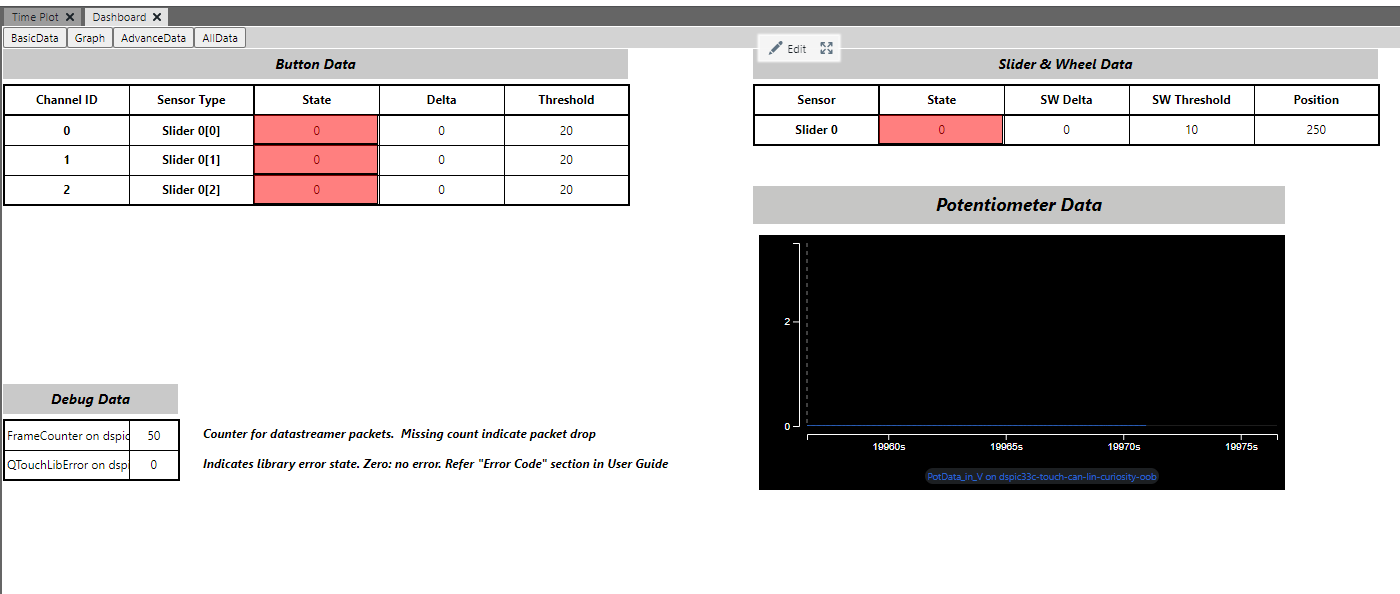 Time Plot Dashboard
BasicData Graph AdvanceData AllData
Edit
Button Data
Channel ID Sensor Type State Delta Threshold
0 Slider 0[0] 0 0 20
1 Slider 0[1] 0 0 20
2 Slider 0[2] 0 0 20
Slider & Wheel Data
Sensor State SW Delta SW Threshold Position
Slider 0 0 0 10 250
Potentiometer Data
2
0
19960s 19965s 19970s 19975s
PotData_in_V on dspic33c-touch-can-lin-curiosity-oob
Debug Data
FrameCounter on dspic 50 Counter for datastreamer packets. Missing count indicate packet drop
QTouchLibError on dspi 0 Indicates library error state. Zero: no error. Refer "Error Code" section in User Guide